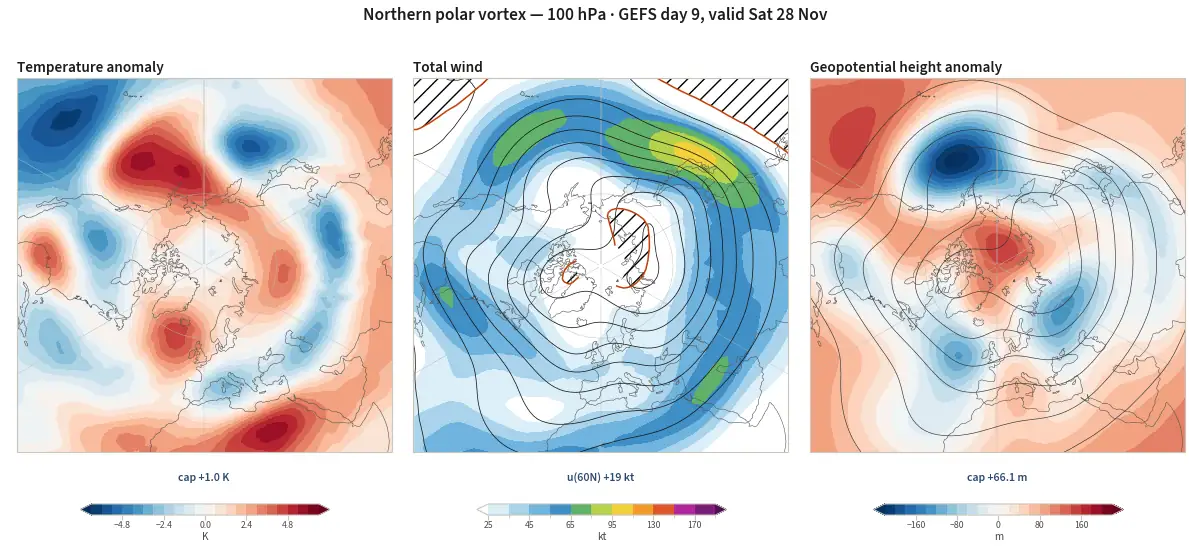 Northern polar vortex — 100 hPa · GEFS day 9, valid Sat 28 Nov
Temperature anomaly
Total wind
Geopotential height anomaly
cap +1.0 K
u(60N) +19 kt
cap +66.1 m
−4.8 −2.4 0.0 2.4 4.8
K
25 45 65 95 130 170
kt
−160 −80 0 80 160
m